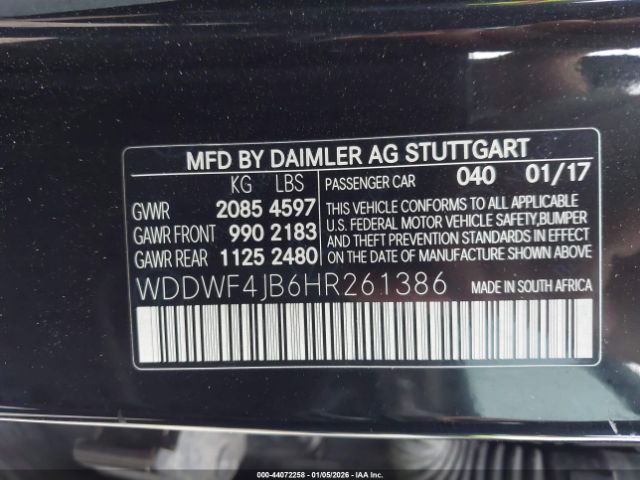 MFD BY DAIMLER AG STUTTGART
KG LBS
GVWR 2085 4597
GAWR FRONT 990 2183
GAWR REAR 1125 2480
PASSENGER CAR 040 01/17
THIS VEHICLE CONFORMS TO ALL APPLICABLE
U.S. FEDERAL MOTOR VEHICLE SAFETY,BUMPER
AND THEFT PREVENTION STANDARDS IN EFFECT
ON THE DATE OF MANUFACTURE SHOWN ABOVE
WDDWF4JB6HR261386 MADE IN SOUTH AFRICA
000-44072258 - 01/05/2026 - IAA Inc.